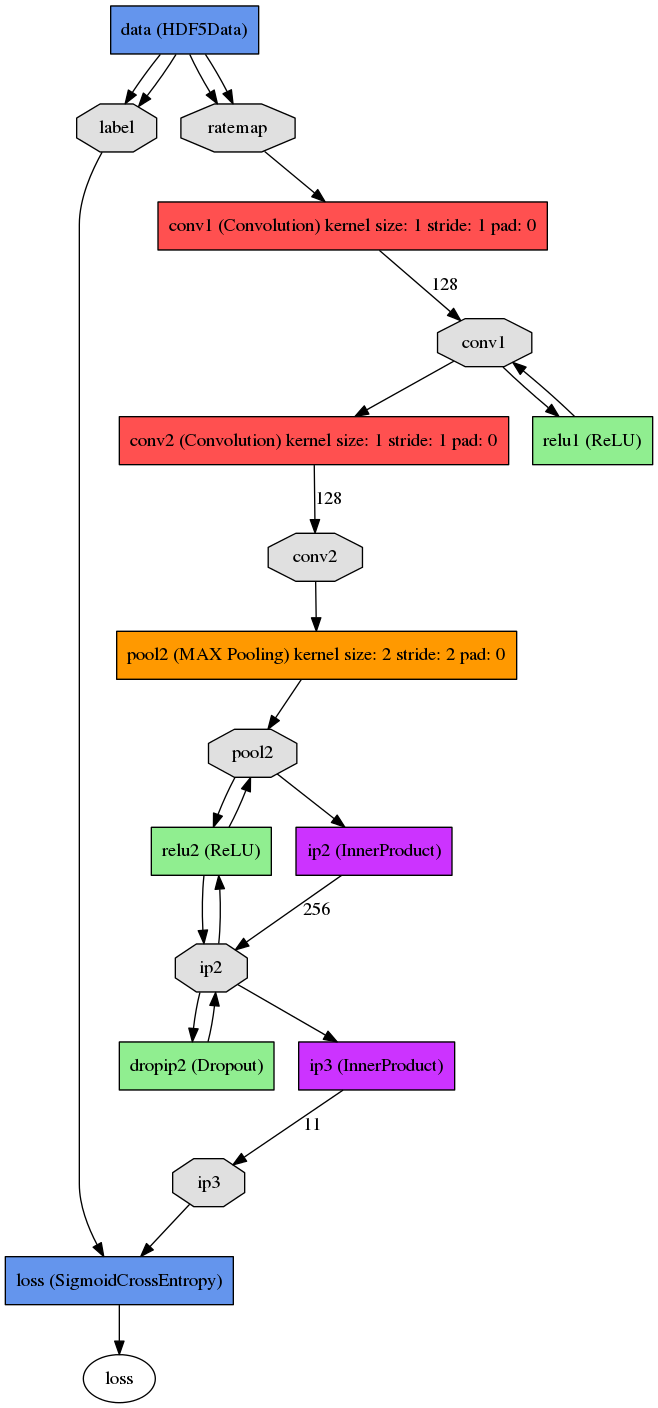 data (HDF5Data)
label
ratemap
conv1 (Convolution) kernel size: 1 stride: 1 pad: 0
128
conv1
conv2 (Convolution) kernel size: 1 stride: 1 pad: 0
relu1 (ReLU)
128
conv2
pool2 (MAX Pooling) kernel size: 2 stride: 2 pad: 0
pool2
relu2 (ReLU)
ip2 (InnerProduct)
256
ip2
dropip2 (Dropout)
ip3 (InnerProduct)
11
ip3
loss (SigmoidCrossEntropy)
loss